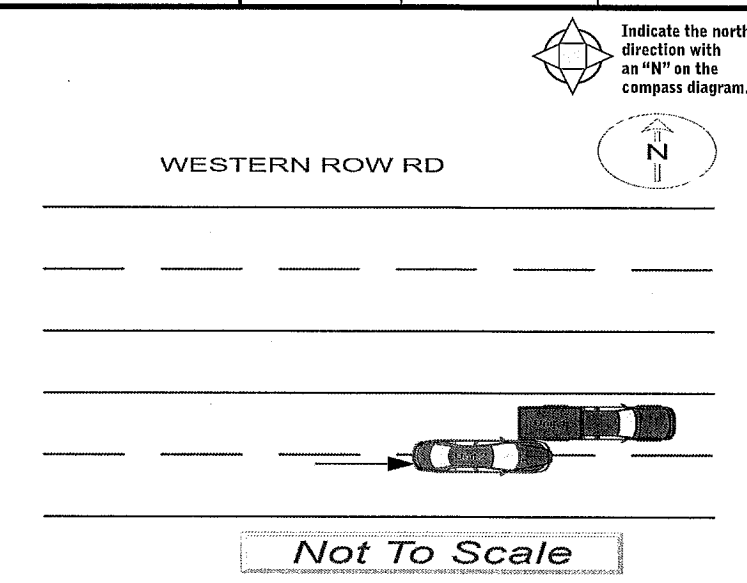 Indicate the north
direction with
an “N” on the
compass diagram.
N
WESTERN ROW RD
Not To Scale